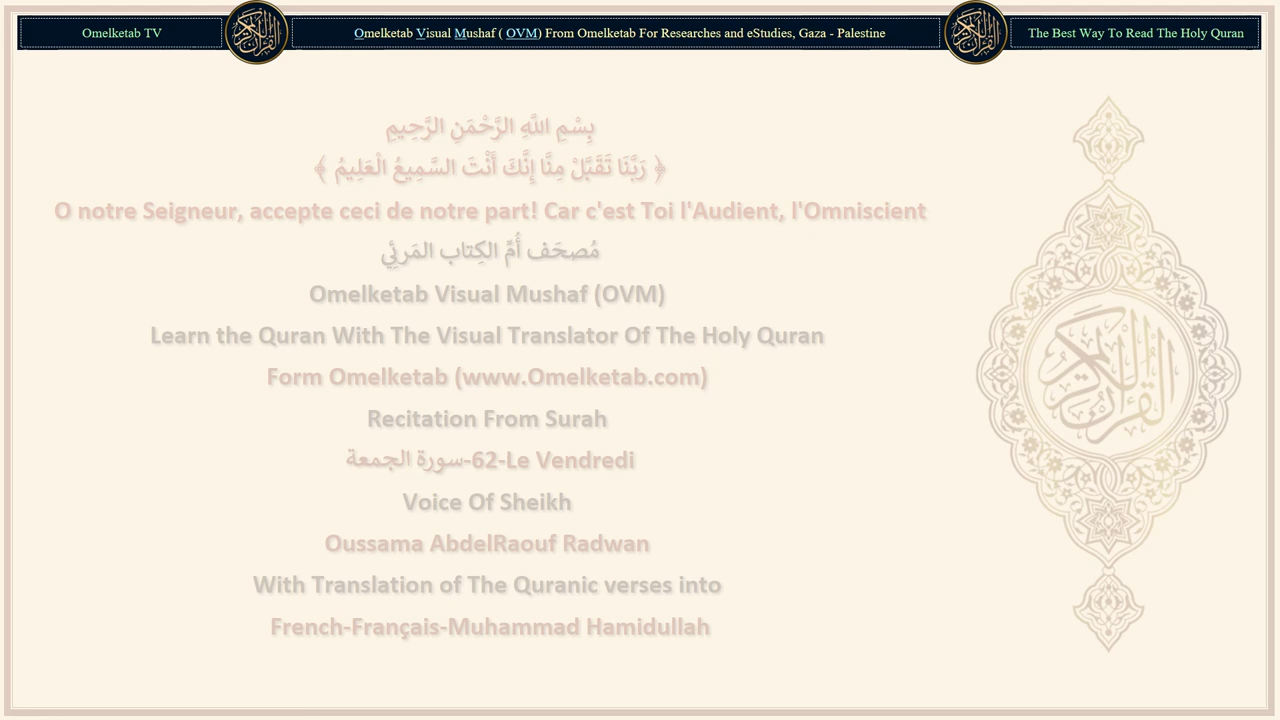 Omelketab TV
Omelketab Visual Mushaf ( OVM) From Omelketab For Researches and eStudies, Gaza - Palestine
The Best Way To Read The Holy Quran
بِسْمِ اللَّهِ الرَّحْمَنِ الرَّحِيمِ
﴿ رَبَّنَا تَقَبَّلْ مِنَّا إِنَّكَ أَنْتَ السَّمِيعُ الْعَلِيمُ ﴾
O notre Seigneur, accepte ceci de notre part! Car c'est Toi l'Audient, l'Omniscient
مُصحَف أُمِّ الكِتاب المَرئِي
Omelketab Visual Mushaf (OVM)
Learn the Quran With The Visual Translator Of The Holy Quran
Form Omelketab (www.Omelketab.com)
Recitation From Surah
سورة الجمعة-62-Le Vendredi
Voice Of Sheikh
Oussama AbdelRaouf Radwan
With Translation of The Quranic verses into
French-Français-Muhammad Hamidullah
القرآن الكريم